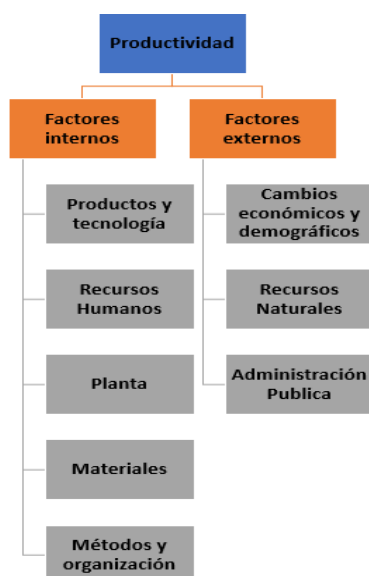 Productividad
Factores
internos
Factores
externos
Productos y
tecnología
Recursos
Humanos
Planta
Materiales
Métodos y
organización
Cambios
económicos y
demográficos
Recursos
Naturales
Administración
Publica